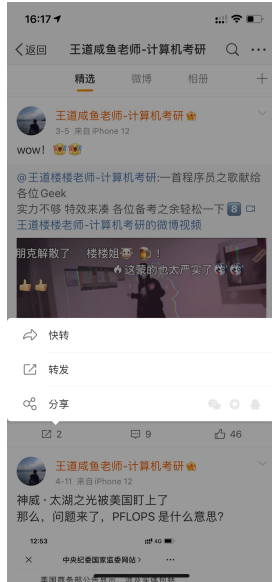 16:17
返回 王道咸鱼老师-计算机考研
精选 微博 相册
王道咸鱼老师-计算机考研
3-5 来自 iPhone 12
wow!
@王道楼楼老师-计算机考研:一首程序员之歌献给
各位Geek
实力不够 特效来凑 各位备考之余轻松一下 8
王道楼楼老师-计算机考研的微博视频
朋克解散了 楼楼姐 !
这蒙的也太严实了
快转
转发
分享
2 9 46
王道咸鱼老师-计算机考研
4-11 来自 iPhone 12
神威·太湖之光被美国盯上了
那么，问题来了，PFLOPS 是什么意思?
12:53 4G
中央纪委国家监委网站